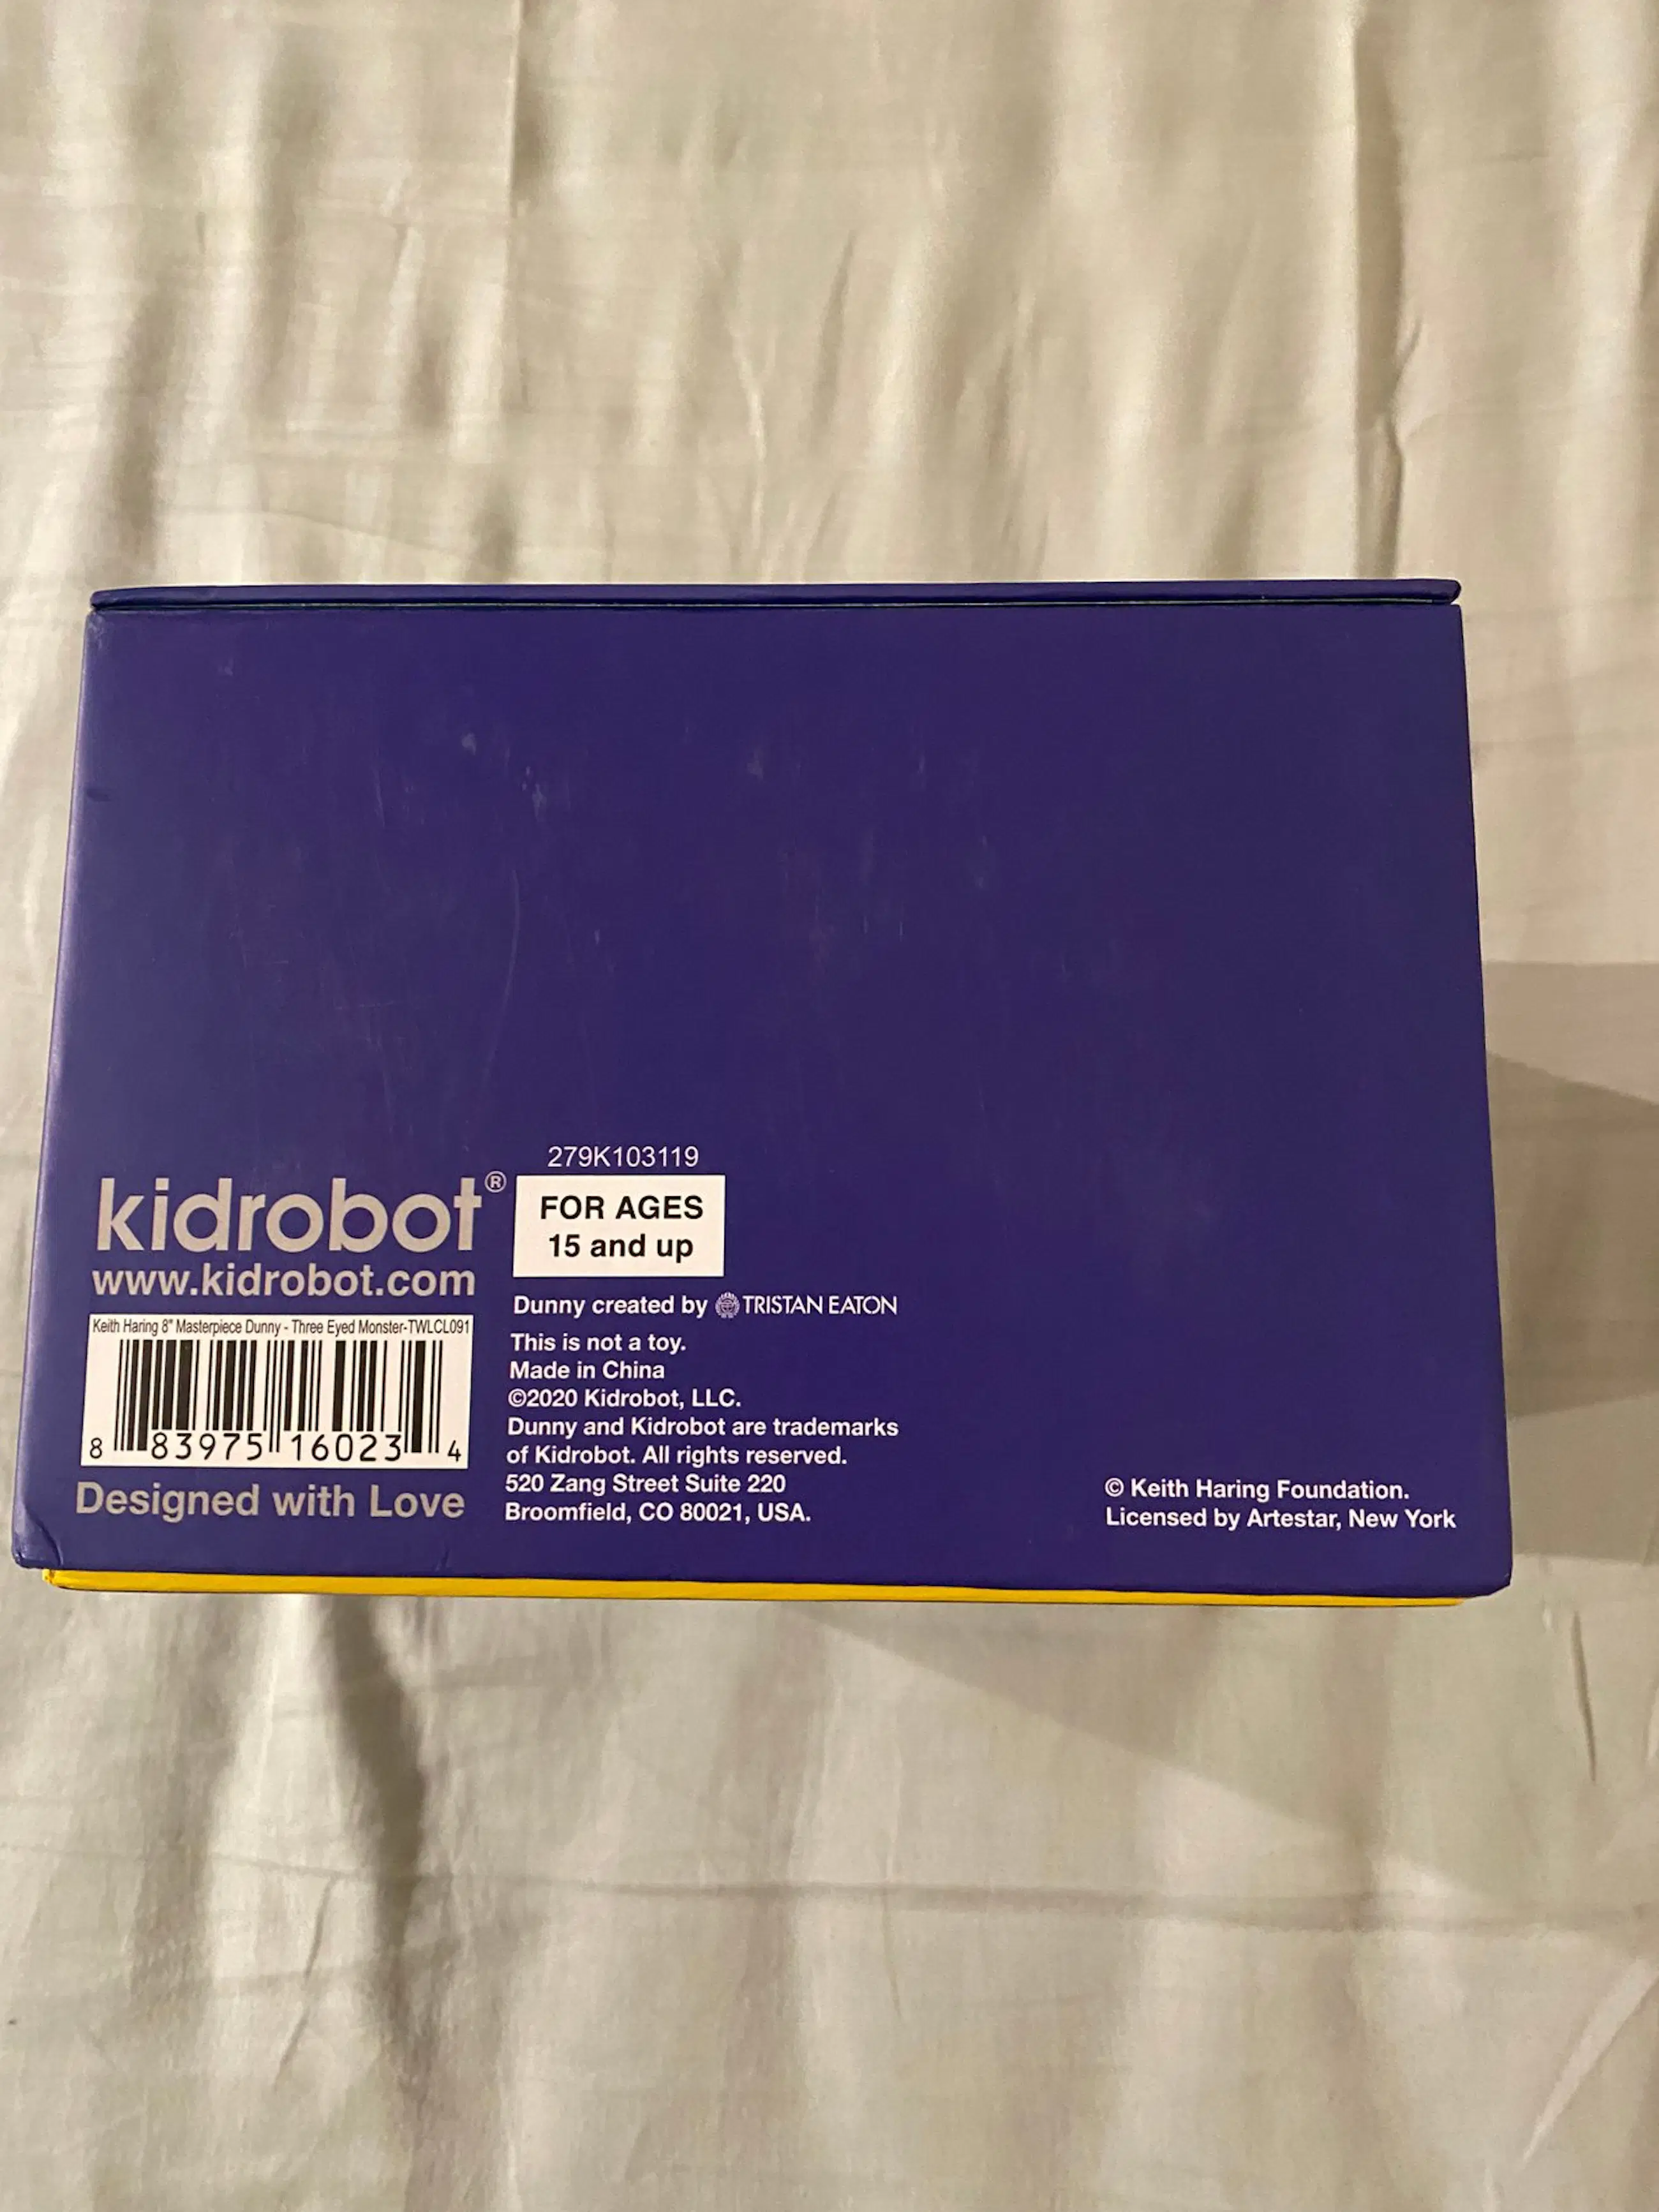 279K103119
kidrobot®
www.kidrobot.com
FOR AGES
15 and up
Keith Haring 8" Masterpiece Dunny - Three Eyed Monster-TWLCL091
8 83975 16023 4
Designed with Love
Dunny created by TRISTAN EATON
This is not a toy.
Made in China
©2020 Kidrobot, LLC.
Dunny and Kidrobot are trademarks
of Kidrobot. All rights reserved.
520 Zang Street Suite 220
Broomfield, CO 80021, USA.
© Keith Haring Foundation.
Licensed by Artestar, New York